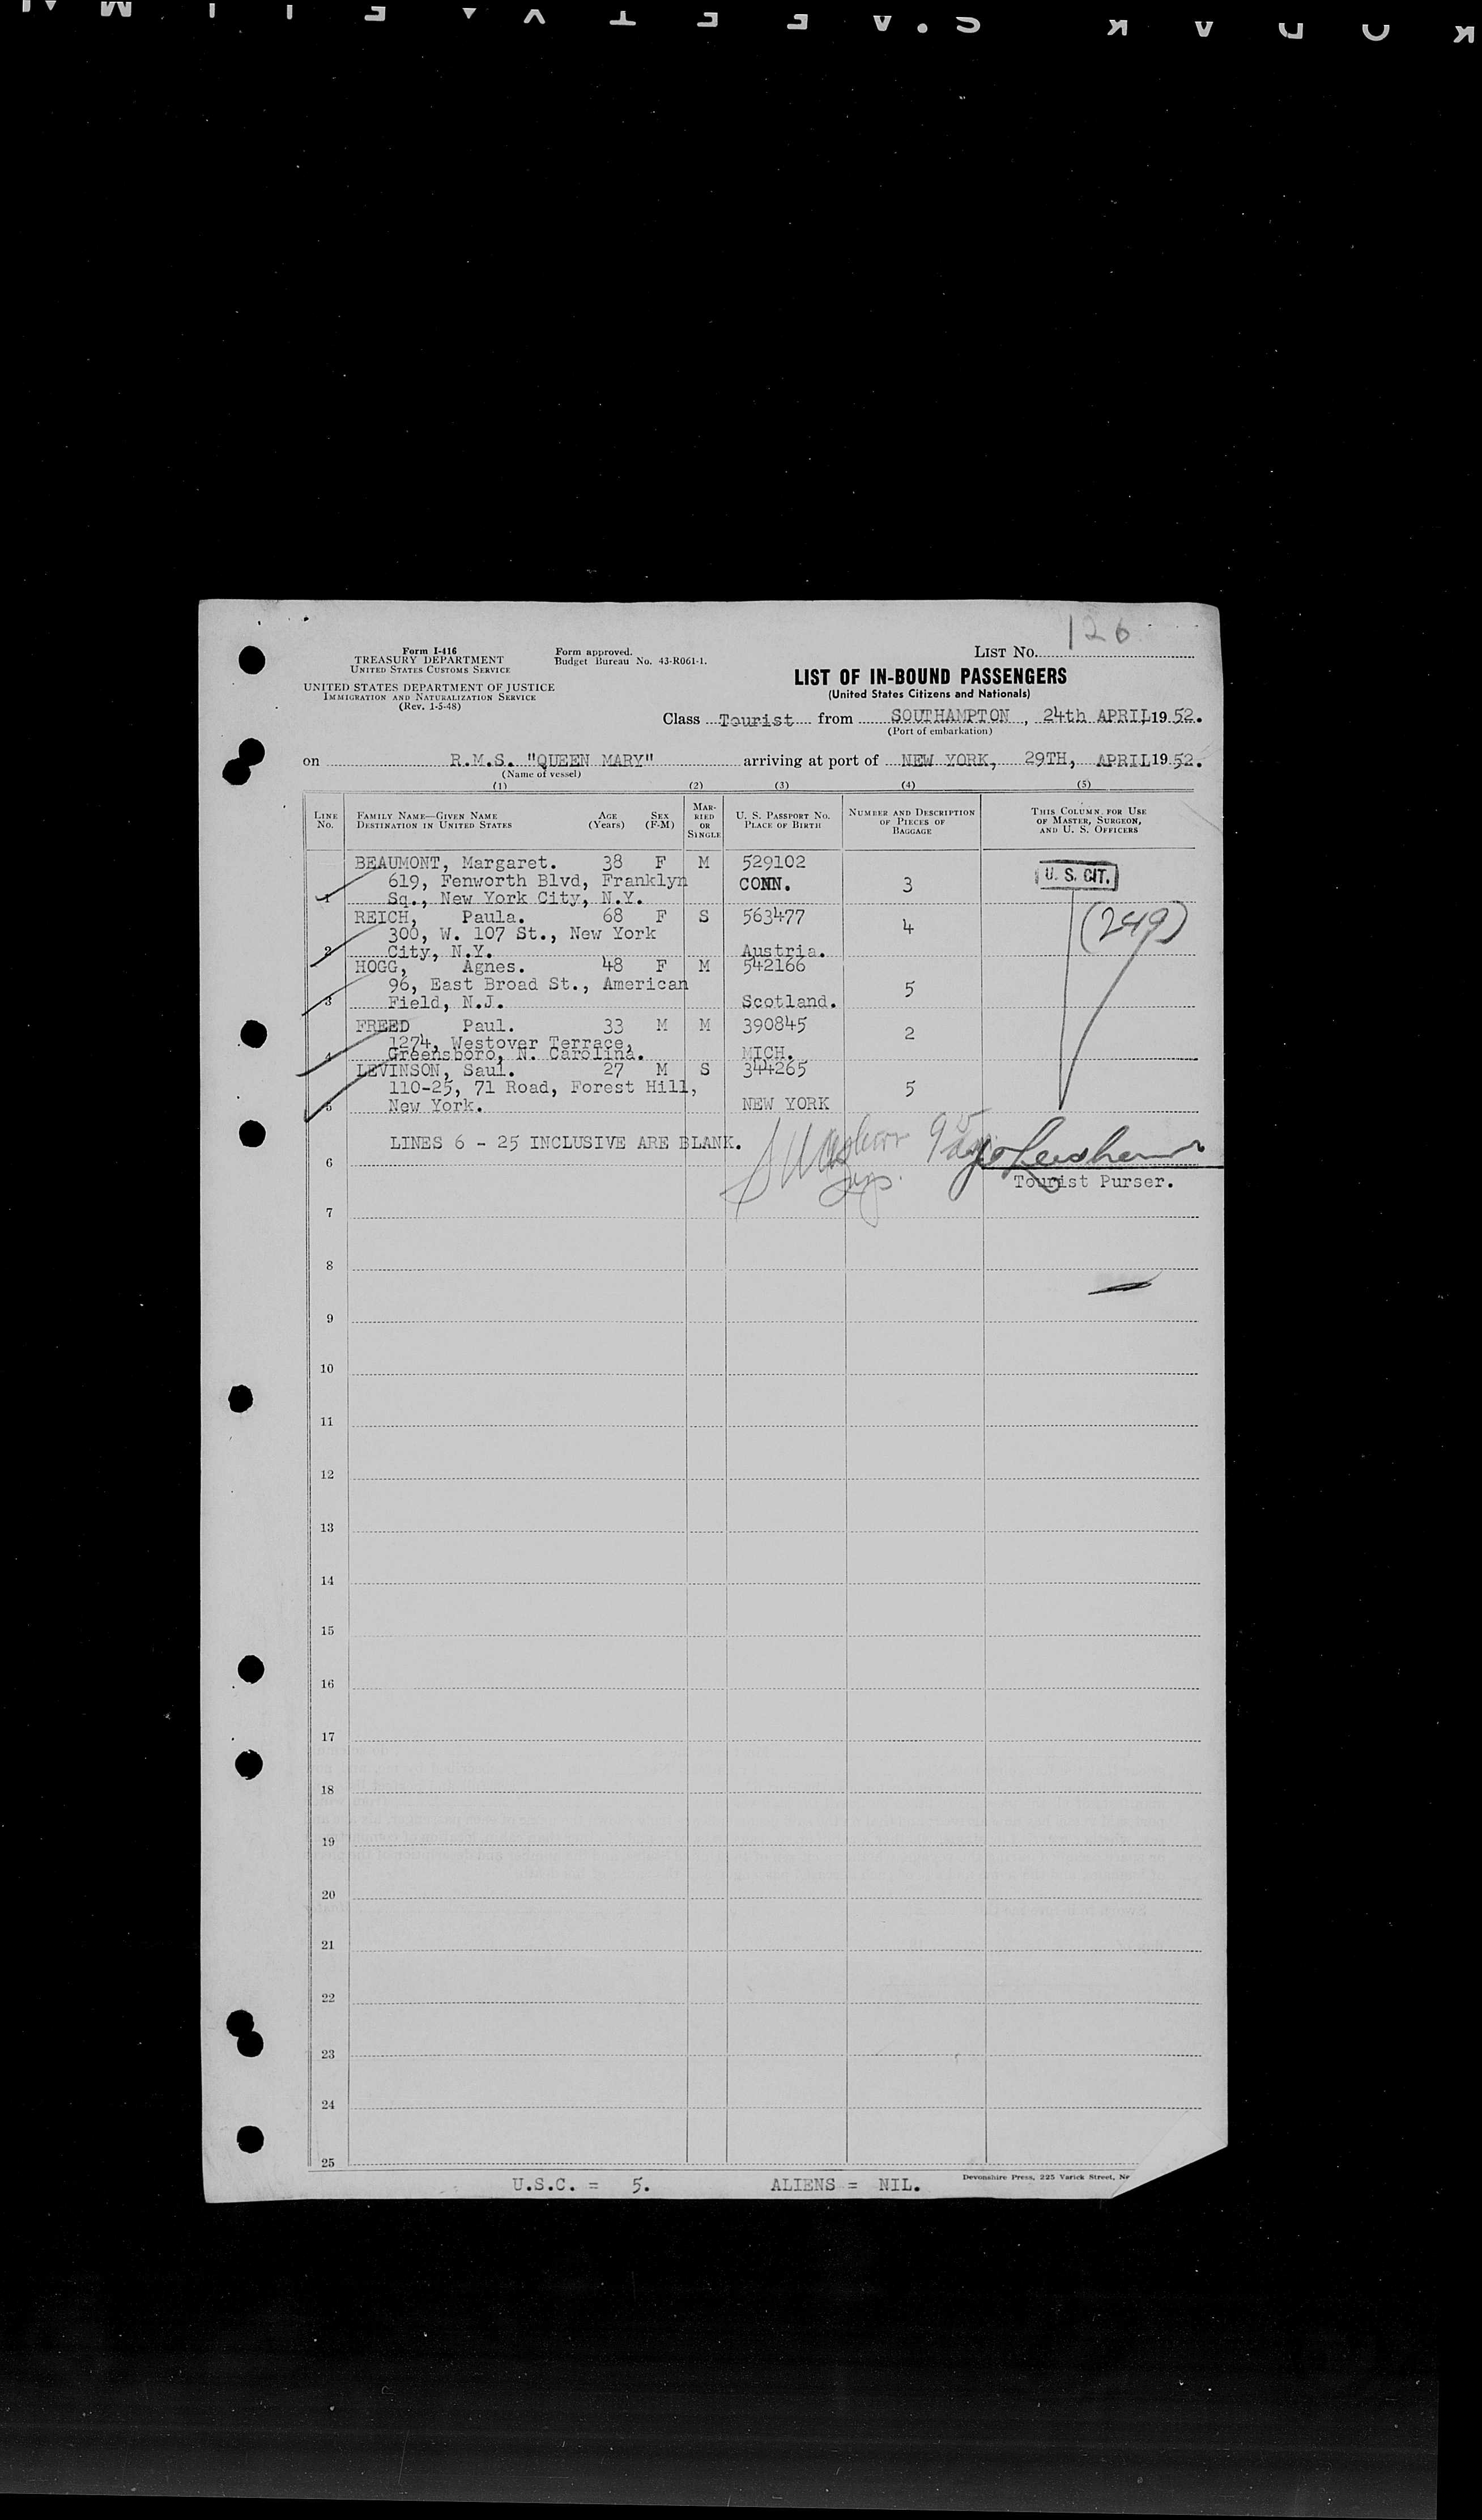 KODAK S.AFETY FILM
126
Form I-416
TREASURY DEPARTMENT
UNITED STATES CUSTOMS SERVICE
UNITED STATES DEPARTMENT OF JUSTICE
IMMIGRATION AND NATURALIZATION SERVICE
(Rev. 1-5-48)
Form approved.
Budget Bureau No. 43-R061-1.
LIST NO.
LIST OF IN-BOUND PASSENGERS
(United States Citizens and Nationals)
Class Tourist from SOUTHAMPTON, 24th APRIL 19 52.
(Port of embarkation)
on R.M.S. "QUEEN MARY" arriving at port of NEW YORK, 29TH, APRIL 19 52.
(Name of vessel)
(1) (2) (3) (4) (5)
LINE NO. FAMILY NAME—GIVEN NAME DESTINATION IN UNITED STATES AGE (Years) SEX (F-M) MARRIED OR SINGLE U. S. PASSPORT NO. PLACE OF BIRTH NUMBER AND DESCRIPTION OF PIECES OF BAGGAGE THIS COLUMN FOR USE OF MASTER, SURGEON, AND U. S. OFFICERS
BEAUMONT, Margaret. 38 F M 529102
619, Fenworth Blvd, Franklyn CONN. 3 U. S. CIT.
1 Sq., New York City, N.Y.
REICH, Paula. 68 F S 563477 4 (249)
300, W. 107 St., New York
2 City, N.Y. Austria.
HOGG, Agnes. 48 F M 542166
96, East Broad St., American 5
3 Field, N.J. Scotland.
FREED Paul. 33 M M 390845 2
1274, Westover Terrace,
4 Greensboro, N. Carolina. MICH.
LEVINSON, Saul. 27 M S 344265
110-25, 71 Road, Forest Hill, 5
5 New York. NEW YORK
LINES 6 - 25 INCLUSIVE ARE BLANK.
6
Tourist Purser.
7
8
9
10
11
12
13
14
15
16
17
18
19
20
21
22
23
24
25
U.S.C. = 5. ALIENS = NIL.
Devonshire Press, 225 Varick Street, Ne